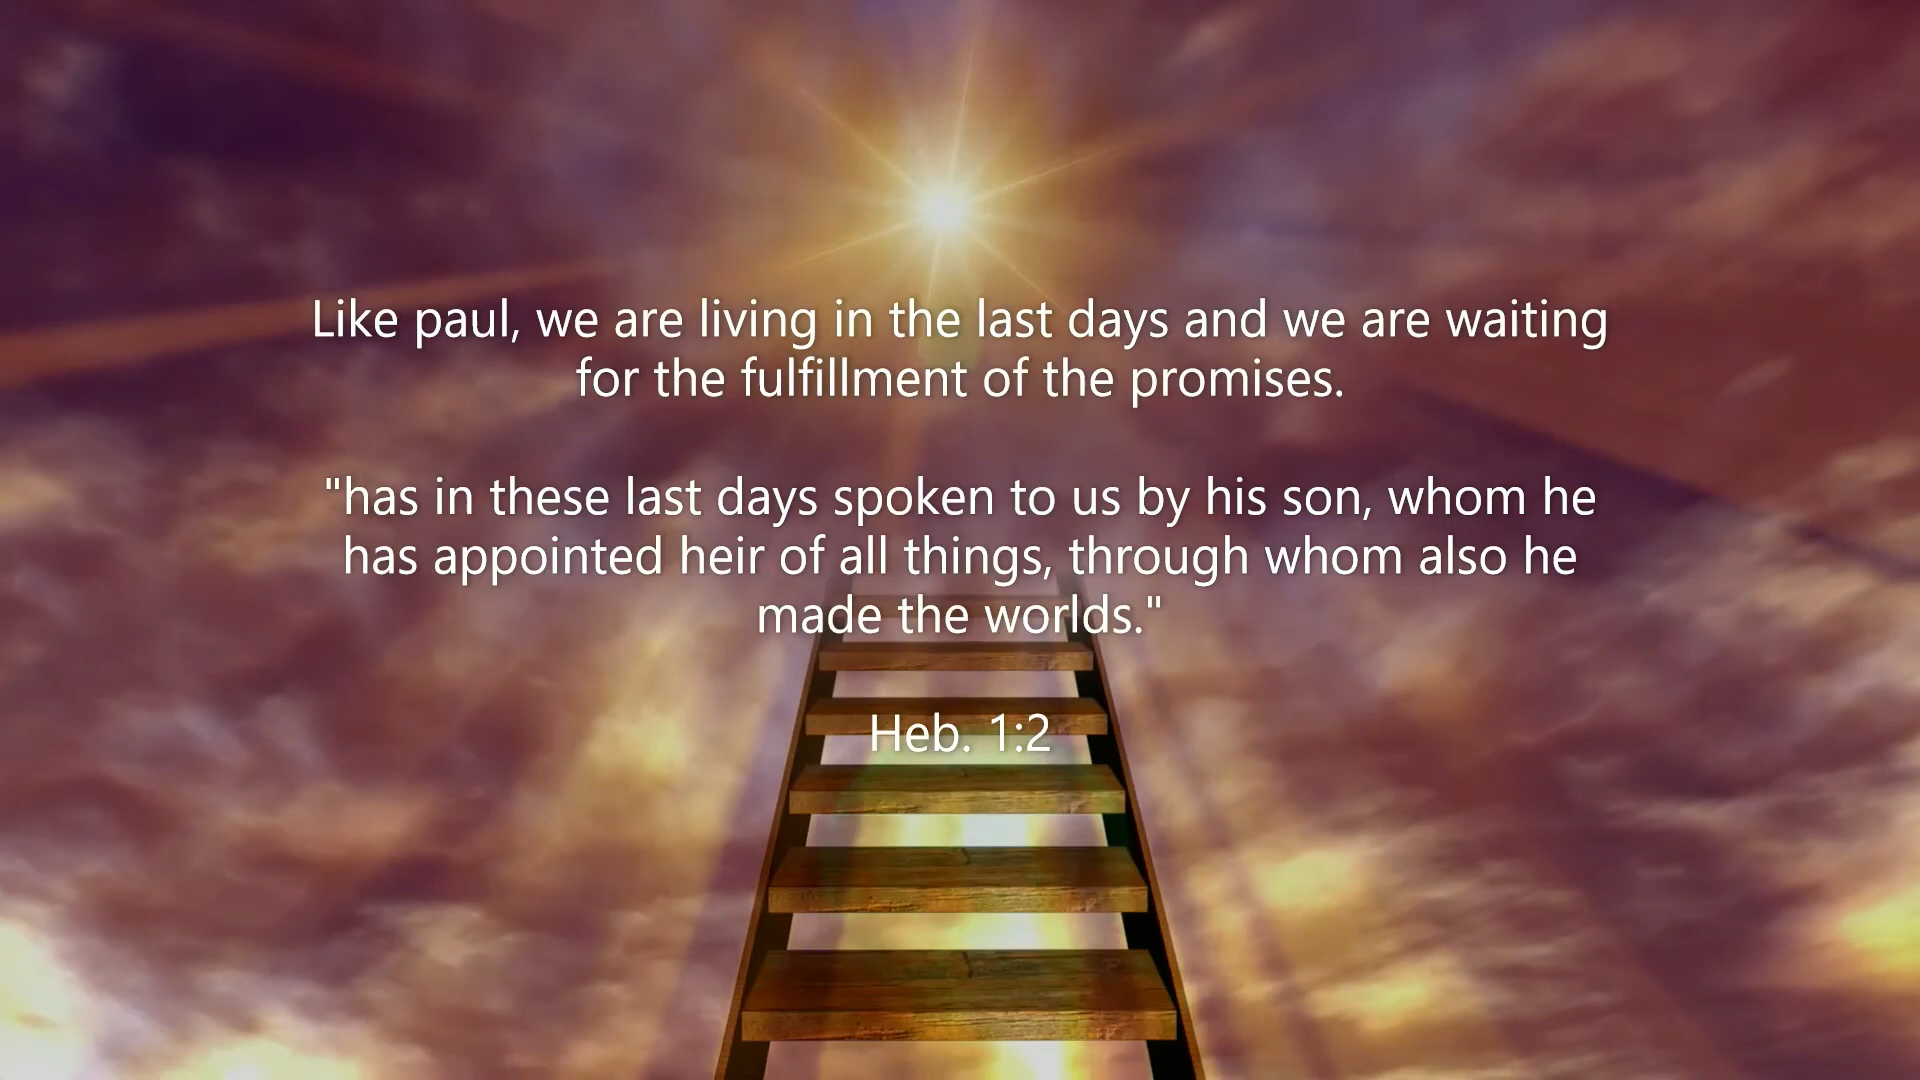 Like paul, we are living in the last days and we are waiting
for the fulfillment of the promises.
"has in these last days spoken to us by his son, whom he
has appointed heir of all things, through whom also he
made the worlds."
Heb. 1:2